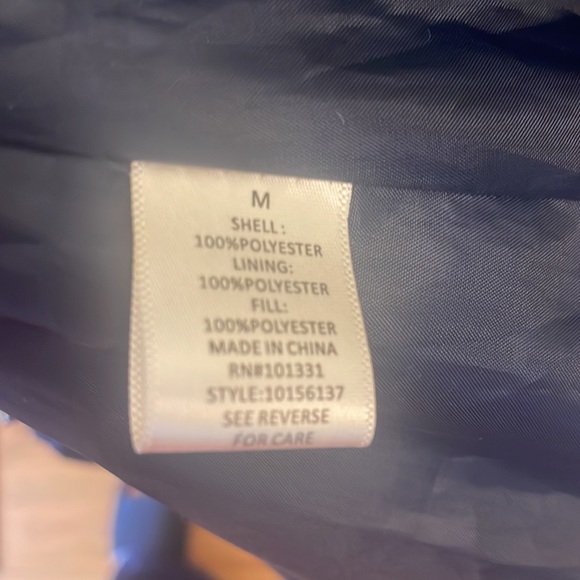 M
SHELL:
100%POLYESTER
LINING:
100%POLYESTER
FILL:
100%POLYESTER
MADE IN CHINA
RN#101331
STYLE:10156137
SEE REVERSE
FOR CARE